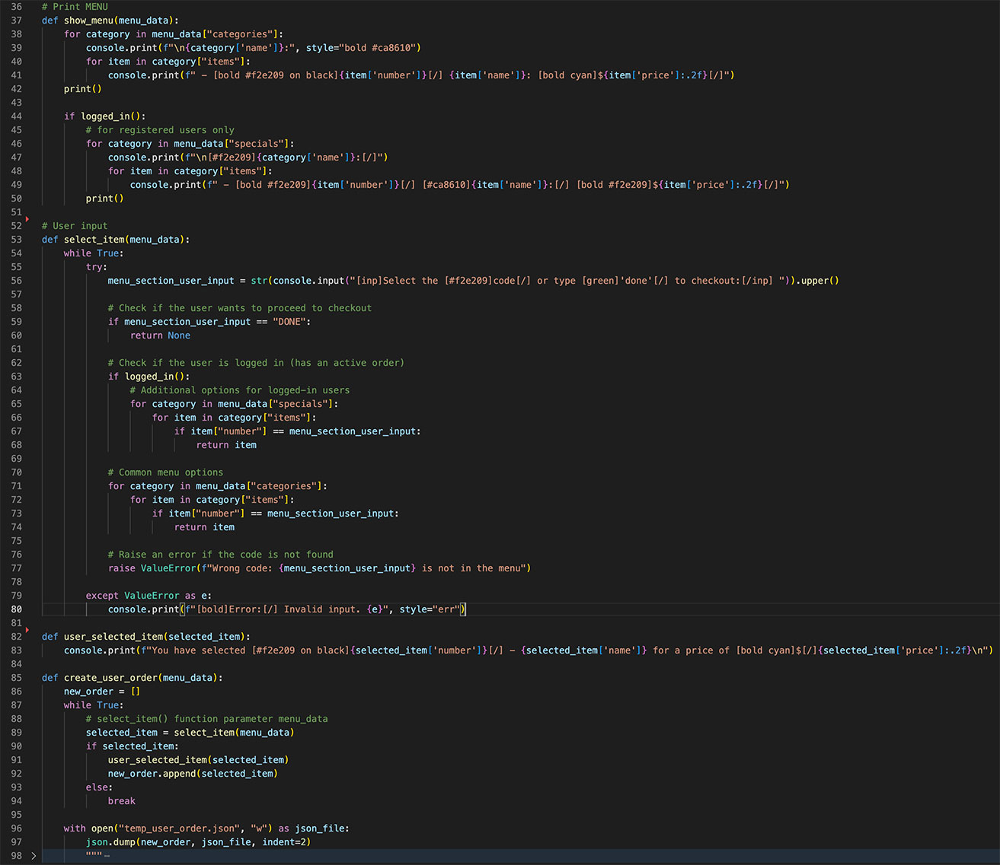 36 # Print MENU
37 def show_menu(menu_data):
38     for category in menu_data["categories"]:
39         console.print(f"\n{category['name']}:", style="bold #ca8610")
40         for item in category["items"]:
41             console.print(f" – [bold #f2e209 on black]{item['number']}[/] {item['name']}: [bold cyan]${item['price']:.2f}[/]")
42     print()
43
44     if logged_in():
45         # for registered users only
46         for category in menu_data["specials"]:
47             console.print(f"\n[#f2e209]{category['name']}:[/]")
48             for item in category["items"]:
49                 console.print(f" – [bold #f2e209]{item['number']}[/] [#ca8610]{item['name']}:[/] [bold #f2e209]${item['price']:.2f}[/]")
50         print()
51
52 # User input
53 def select_item(menu_data):
54     while True:
55         try:
56             menu_section_user_input = str(console.input("[inp]Select the [#f2e209]code[/] or type [green]'done'[/] to checkout:[/inp] ")).upper()
57
58             # Check if the user wants to proceed to checkout
59             if menu_section_user_input == "DONE":
60                 return None
61
62             # Check if the user is logged in (has an active order)
63             if logged_in():
64                 # Additional options for logged-in users
65                 for category in menu_data["specials"]:
66                     for item in category["items"]:
67                         if item["number"] == menu_section_user_input:
68                             return item
69
70             # Common menu options
71             for category in menu_data["categories"]:
72                 for item in category["items"]:
73                     if item["number"] == menu_section_user_input:
74                         return item
75
76             # Raise an error if the code is not found
77             raise ValueError(f"Wrong code: {menu_section_user_input} is not in the menu")
78
79         except ValueError as e:
80             console.print(f"[bold]Error:[/] Invalid input. {e}", style="err")
81
82 def user_selected_item(selected_item):
83     console.print(f"You have selected [#f2e209 on black]{selected_item['number']}[/] – {selected_item['name']} for a price of [bold cyan]$[/]{selected_item['price']:.2f}\n")
84
85 def create_user_order(menu_data):
86     new_order = []
87     while True:
88         # select_item() function parameter menu_data
89         selected_item = select_item(menu_data)
90         if selected_item:
91             user_selected_item(selected_item)
92             new_order.append(selected_item)
93         else:
94             break
95
96     with open("temp_user_order.json", "w") as json_file:
97         json.dump(new_order, json_file, indent=2)
98         """…